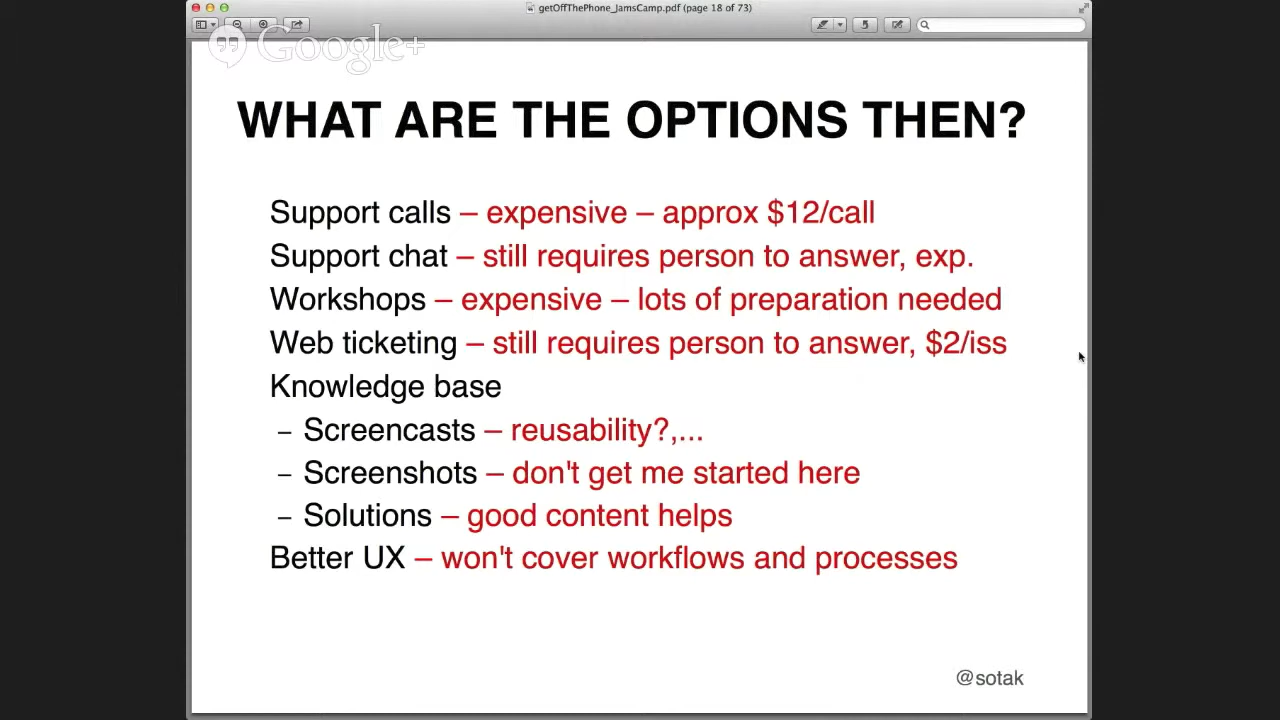 getOffThePhone_JamsCamp.pdf (page 18 of 73)
Google+
WHAT ARE THE OPTIONS THEN?
Support calls – expensive – approx $12/call
Support chat – still requires person to answer, exp.
Workshops – expensive – lots of preparation needed
Web ticketing – still requires person to answer, $2/iss
Knowledge base
– Screencasts – reusability?,...
– Screenshots – don't get me started here
– Solutions – good content helps
Better UX – won't cover workflows and processes
@sotak